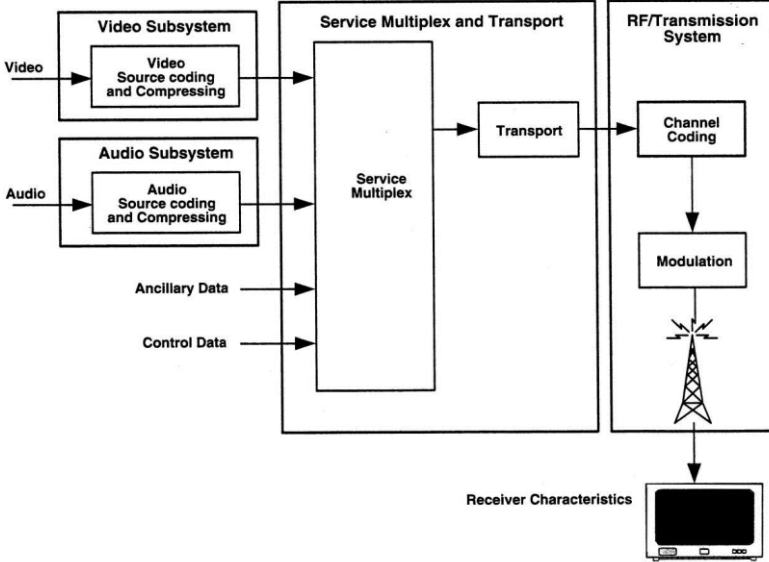 Video Subsystem
Service Multiplex and Transport
RF/Transmission
System
Video
Video
Source coding
and Compressing
Audio Subsystem
Audio
Audio
Source coding
and Compressing
Service
Multiplex
Transport
Channel
Coding
Modulation
Ancillary Data
Control Data
Receiver Characteristics